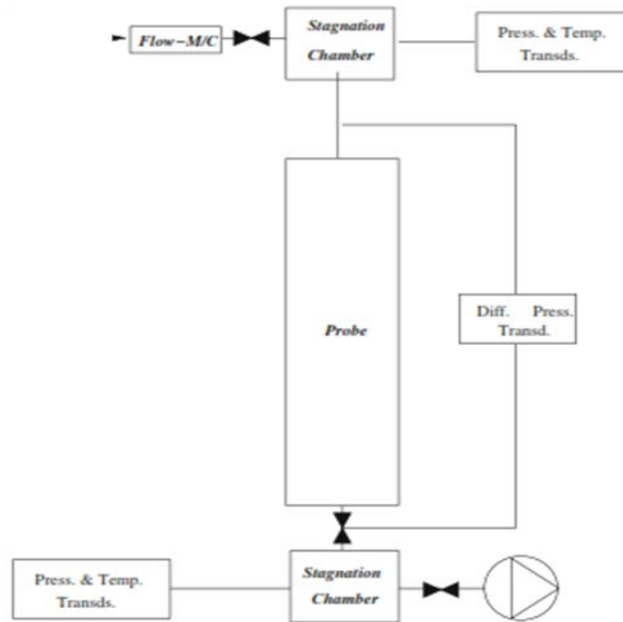 Flow-M/C
Stagnation
Chamber
Press. & Temp.
Transds.
Probe
Diff. Press.
Transd.
Press. & Temp.
Transds.
Stagnation
Chamber